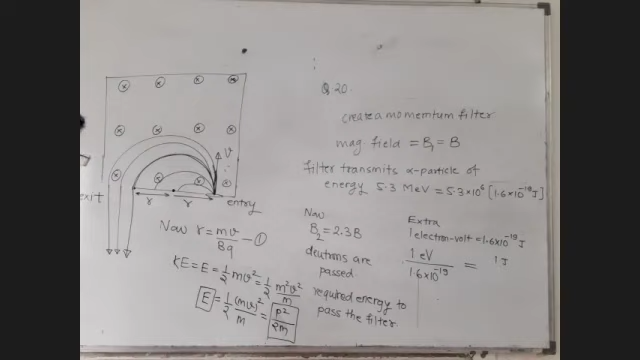 Q.20.
create a momentum filter
mag field = B₁ = B
filter transmits α-particle of
energy 5.3 MeV = 5.3×10⁶ [1.6×10⁻¹⁹ J]
Now
B₂ = 2.3B
deutrons are
passed.
required energy to
pass the filter
Extra
1 electron-volt = 1.6×10⁻¹⁹ J
1 eV / 1.6×10⁻¹⁹ = 1 J
v
exit
r
r
entry
Now r = mv / Bq — ①
KE = E = 1/2 mv² = 1/2 m²v² / m
E = 1/2 (mv)² / m = p² / 2m